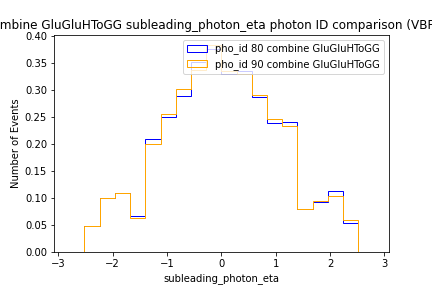 mbine GluGluHToGG subleading_photon_eta photon ID comparison (VBF
pho_id 80 combine GluGluHToGG
pho_id 90 combine GluGluHToGG
Number of Events
0.40
0.35
0.30
0.25
0.20
0.15
0.10
0.05
0.00
−3 −2 −1 0 1 2 3
subleading_photon_eta